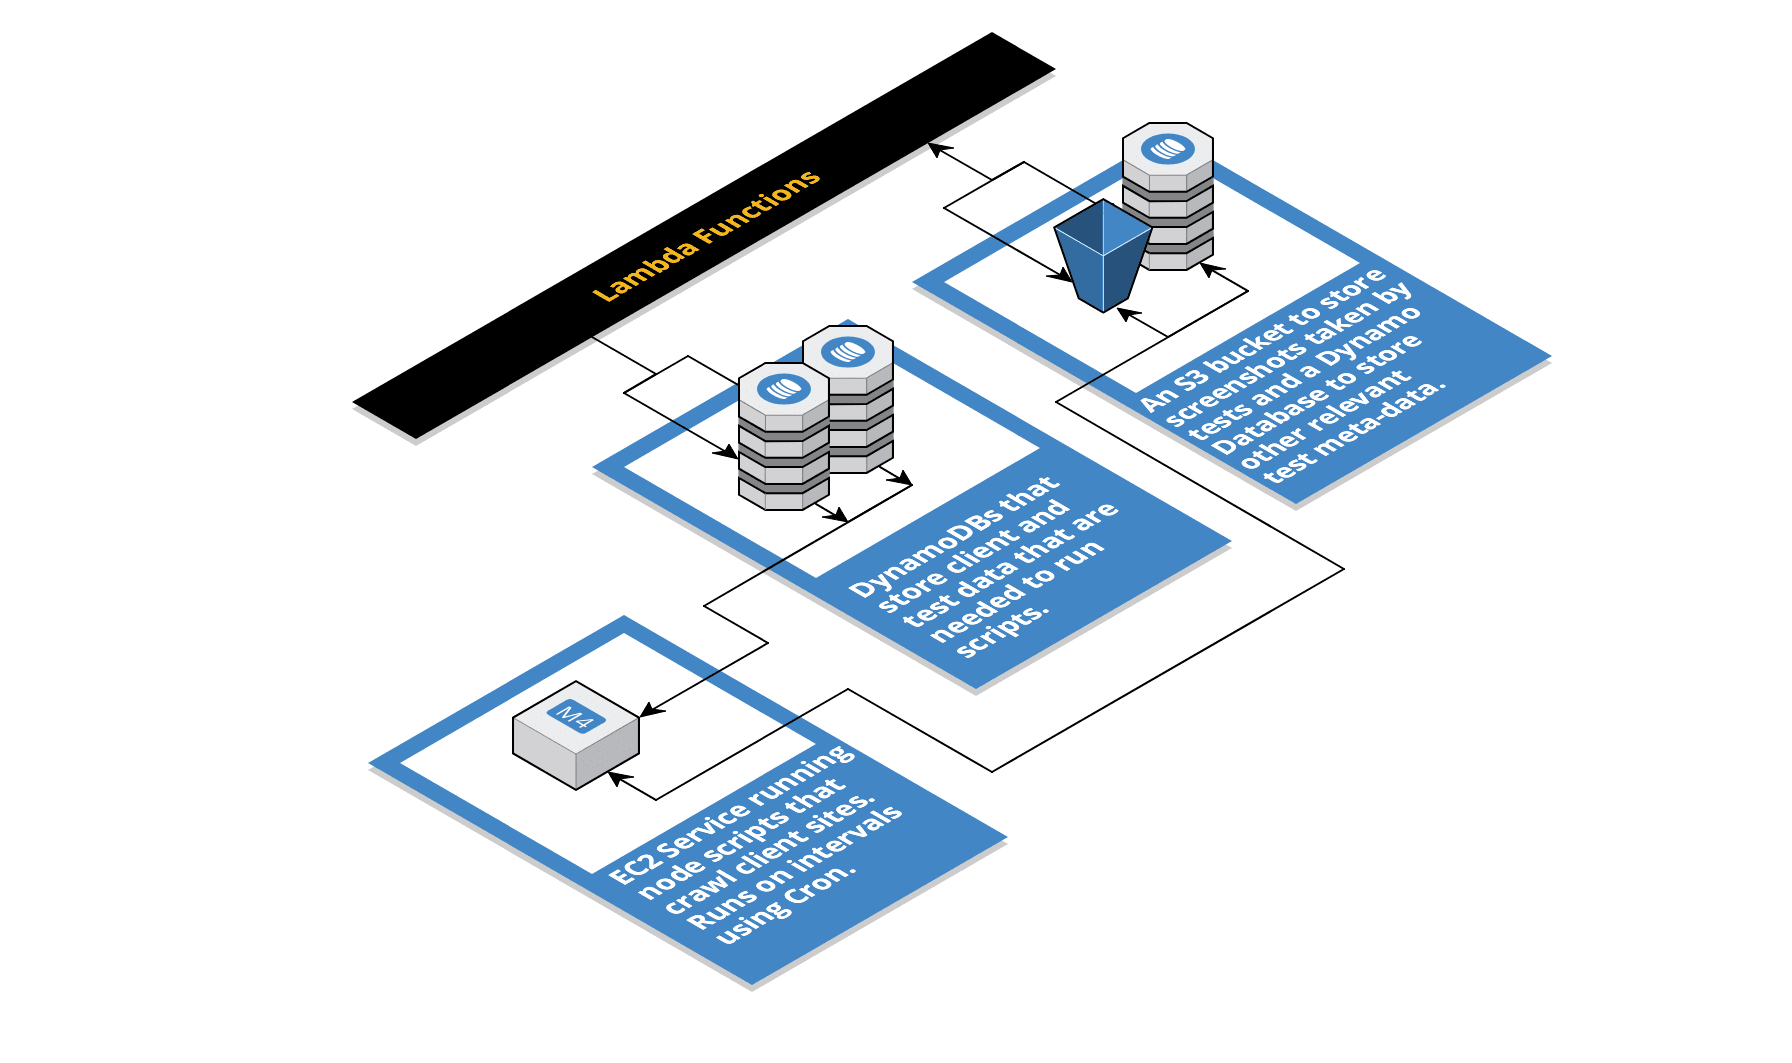 Lambda Functions
An S3 bucket to store
screenshots taken by
tests and a Dynamo
Database to store
other relevant
test meta-data.
DynamoDBs that
store client and
test data that are
needed to run
scripts.
M4
EC2 Service running
node scripts that
crawl client sites.
Runs on intervals
using Cron.